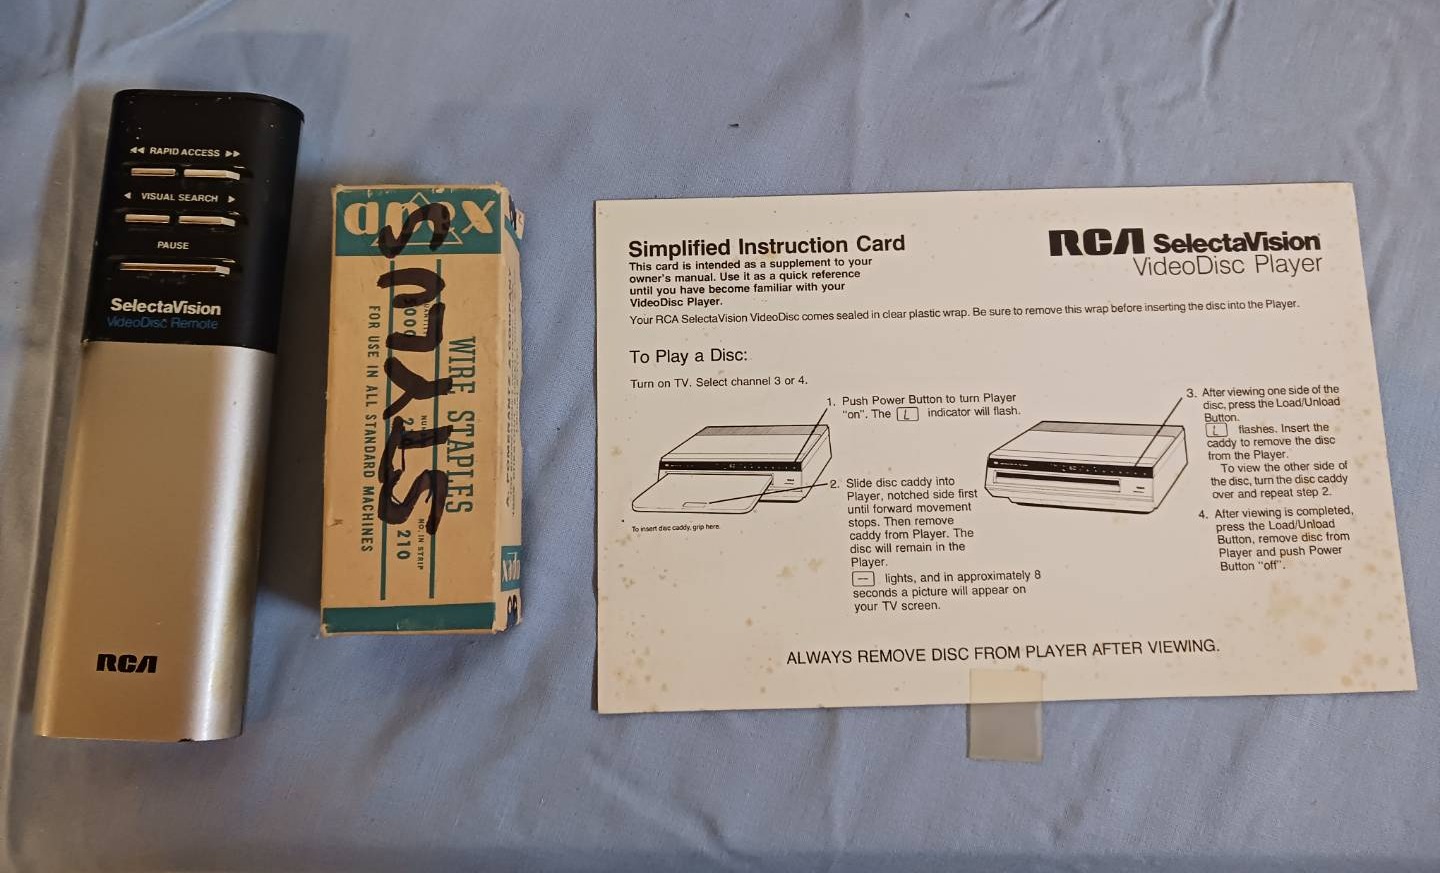 ◄◄ RAPID ACCESS ►►
◄ VISUAL SEARCH ►
PAUSE
SelectaVision
VideoDisc Remote
RCA
apex
WIRE STAPLES
QUANTITY
5000
NO. IN STRIP
210
FOR USE IN ALL STANDARD MACHINES
STYLUS
apex
Simplified Instruction Card
This card is intended as a supplement to your
owner's manual. Use it as a quick reference
until you have become familiar with your
VideoDisc Player.
RCA SelectaVision
VideoDisc Player
Your RCA SelectaVision VideoDisc comes sealed in clear plastic wrap. Be sure to remove this wrap before inserting the disc into the Player.
To Play a Disc:
Turn on TV. Select channel 3 or 4.
1. Push Power Button to turn Player
"on". The L indicator will flash.
2. Slide disc caddy into
Player, notched side first
until forward movement
stops. Then remove
caddy from Player. The
disc will remain in the
Player.
– lights, and in approximately 8
seconds a picture will appear on
your TV screen.
To insert disc caddy, grip here.
3. After viewing one side of the
disc, press the Load/Unload
Button.
L flashes. Insert the
caddy to remove the disc
from the Player.
To view the other side of
the disc, turn the disc caddy
over and repeat step 2.
4. After viewing is completed,
press the Load/Unload
Button, remove disc from
Player and push Power
Button "off".
ALWAYS REMOVE DISC FROM PLAYER AFTER VIEWING.